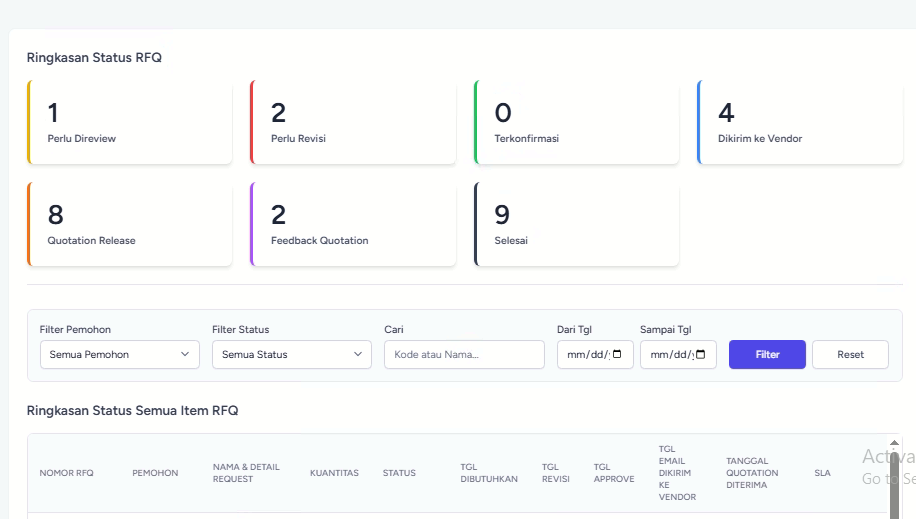 Ringkasan Status RFQ
1
Perlu Direview
2
Perlu Revisi
0
Terkonfirmasi
4
Dikirim ke Vendor
8
Quotation Release
2
Feedback Quotation
9
Selesai
Filter Pemohon
Filter Status
Cari
Dari Tgl
Sampai Tgl
Semua Pemohon
Semua Status
Kode atau Nama...
mm/dd/
mm/dd/
Filter
Reset
Ringkasan Status Semua Item RFQ
NOMOR RFQ
PEMOHON
NAMA & DETAIL
REQUEST
KUANTITAS
STATUS
TGL
DIBUTUHKAN
TGL
REVISI
TGL
APPROVE
TGL
EMAIL
DIKIRIM
KE
VENDOR
TANGGAL
QUOTATION
DITERIMA
SLA
Go to Se